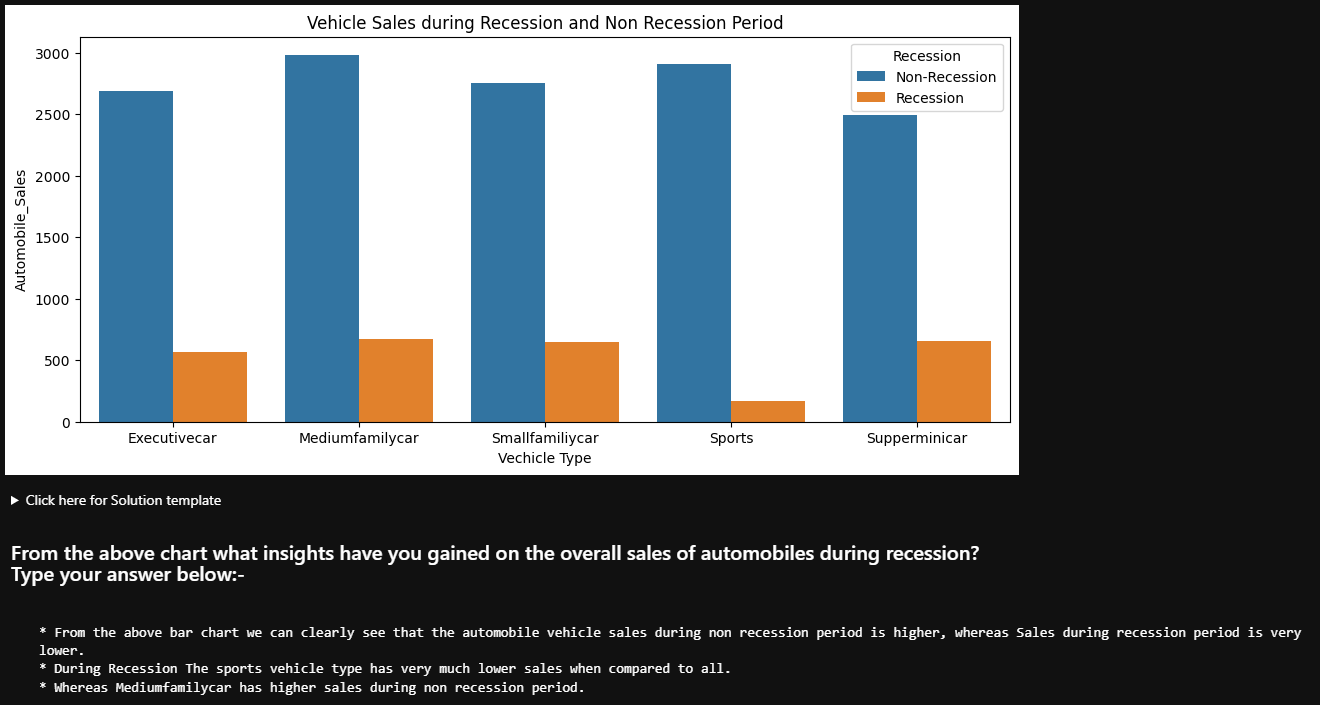 Vehicle Sales during Recession and Non Recession Period
Recession
Non-Recession
Recession
Automobile_Sales
3000
2500
2000
1500
1000
500
0
Executivecar
Mediumfamilycar
Smallfamiliycar
Sports
Supperminicar
Vechicle Type
Click here for Solution template
From the above chart what insights have you gained on the overall sales of automobiles during recession?
Type your answer below:-
* From the above bar chart we can clearly see that the automobile vehicle sales during non recession period is higher, whereas Sales during recession period is very
lower.
* During Recession The sports vehicle type has very much lower sales when compared to all.
* Whereas Mediumfamilycar has higher sales during non recession period.